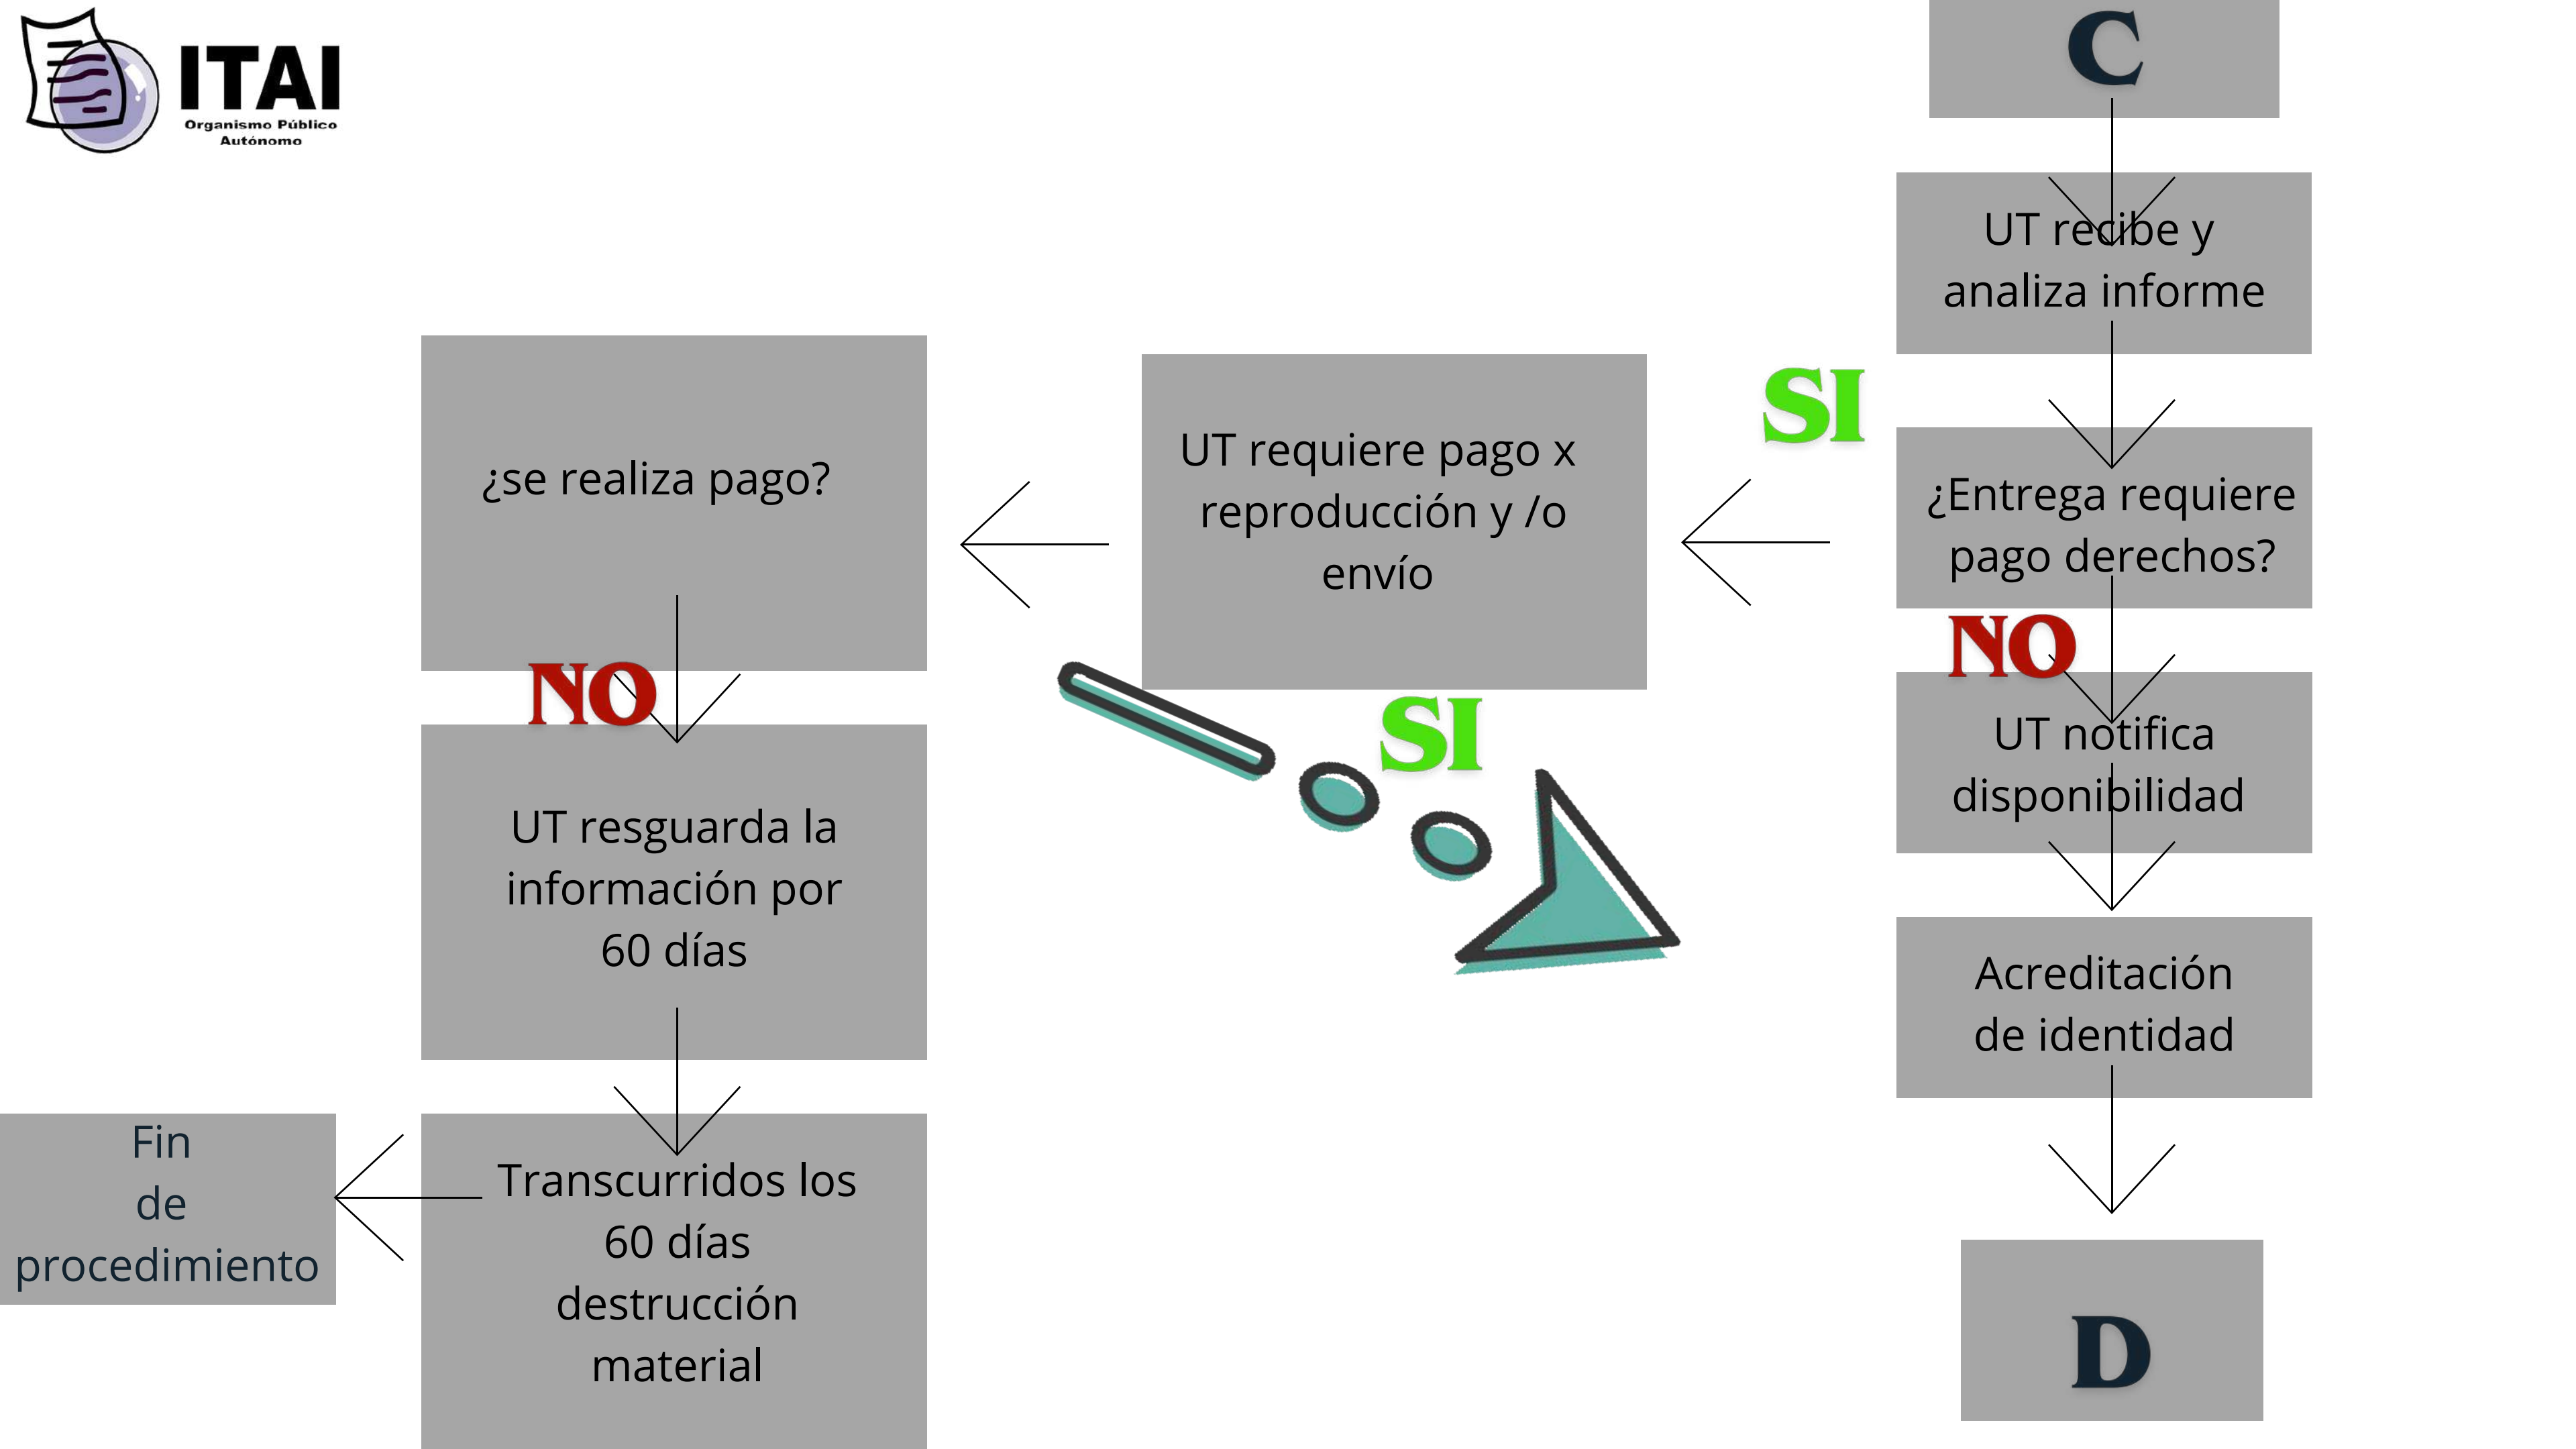 ITAI
Organismo Público
Autónomo
C
UT recibe y
analiza informe
¿Entrega requiere
pago derechos?
SI
NO
UT requiere pago x
reproducción y /o
envío
¿se realiza pago?
SI
NO
UT notifica
disponibilidad
UT resguarda la
información por
60 días
Acreditación
de identidad
Transcurridos los
60 días
destrucción
material
Fin
de
procedimiento
D